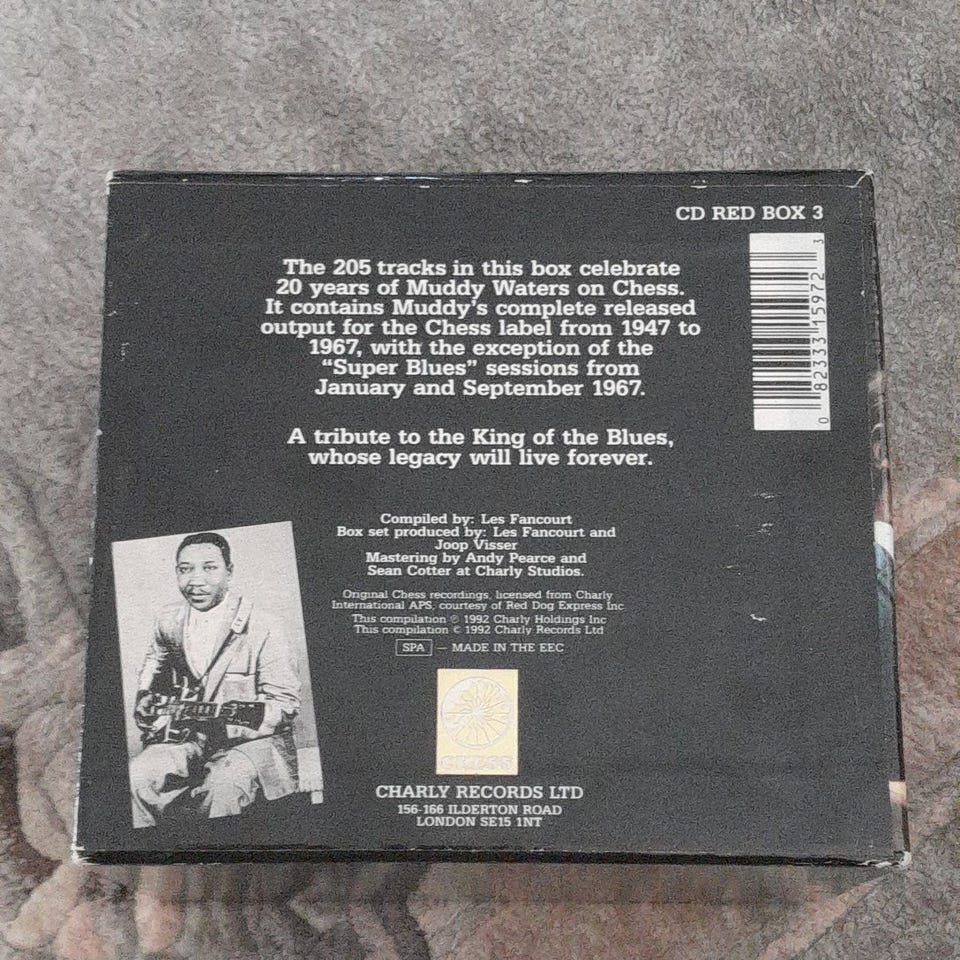 CD RED BOX 3
The 205 tracks in this box celebrate
20 years of Muddy Waters on Chess.
It contains Muddy's complete released
output for the Chess label from 1947 to
1967, with the exception of the
“Super Blues” sessions from
January and September 1967.
0 82333 15972 3
A tribute to the King of the Blues,
whose legacy will live forever.
Compiled by: Les Fancourt
Box set produced by: Les Fancourt and
Joop Visser
Mastering by Andy Pearce and
Sean Cotter at Charly Studios.
Original Chess recordings, licensed from Charly
International APS, courtesy of Red Dog Express Inc
This compilation ℗ 1992 Charly Holdings Inc
This compilation © 1992 Charly Records Ltd
SPA — MADE IN THE EEC
CHESS
CHARLY RECORDS LTD
156-166 ILDERTON ROAD
LONDON SE15 1NT